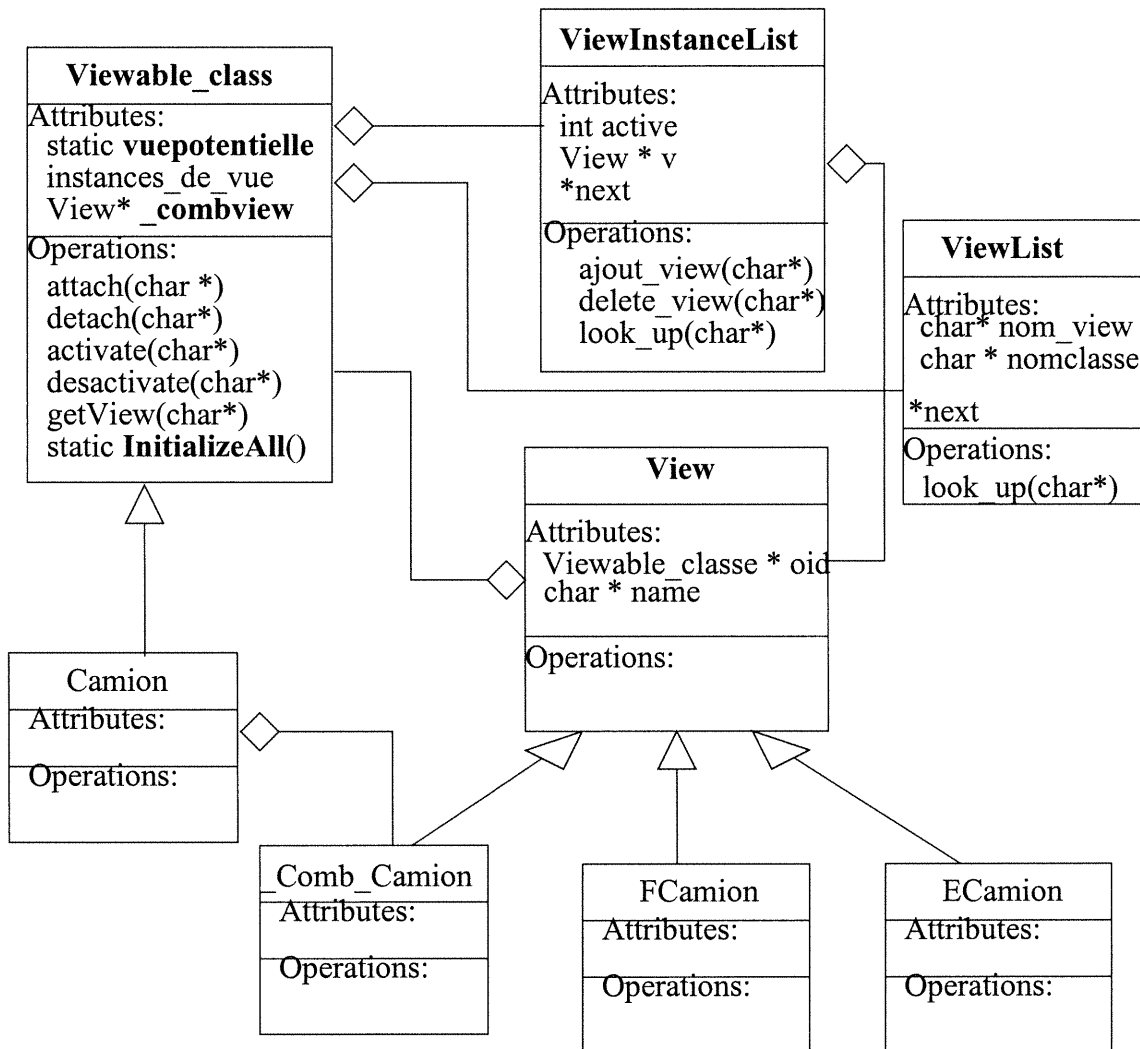 Viewable_class
Attributes:
static vuepotentielle
instances_de_vue
View* _combview
Operations:
attach(char *)
detach(char*)
activate(char*)
desactivate(char*)
getView(char*)
static InitializeAll()
ViewInstanceList
Attributes:
int active
View * v
*next
Operations:
ajout_view(char*)
delete_view(char*)
look_up(char*)
ViewList
Attributes:
char* nom_view
char * nomclasse
*next
Operations:
look_up(char*)
View
Attributes:
Viewable_classe * oid
char * name
Operations:
Camion
Attributes:
Operations:
_Comb_Camion
Attributes:
Operations:
FCamion
Attributes:
Operations:
ECamion
Attributes:
Operations: